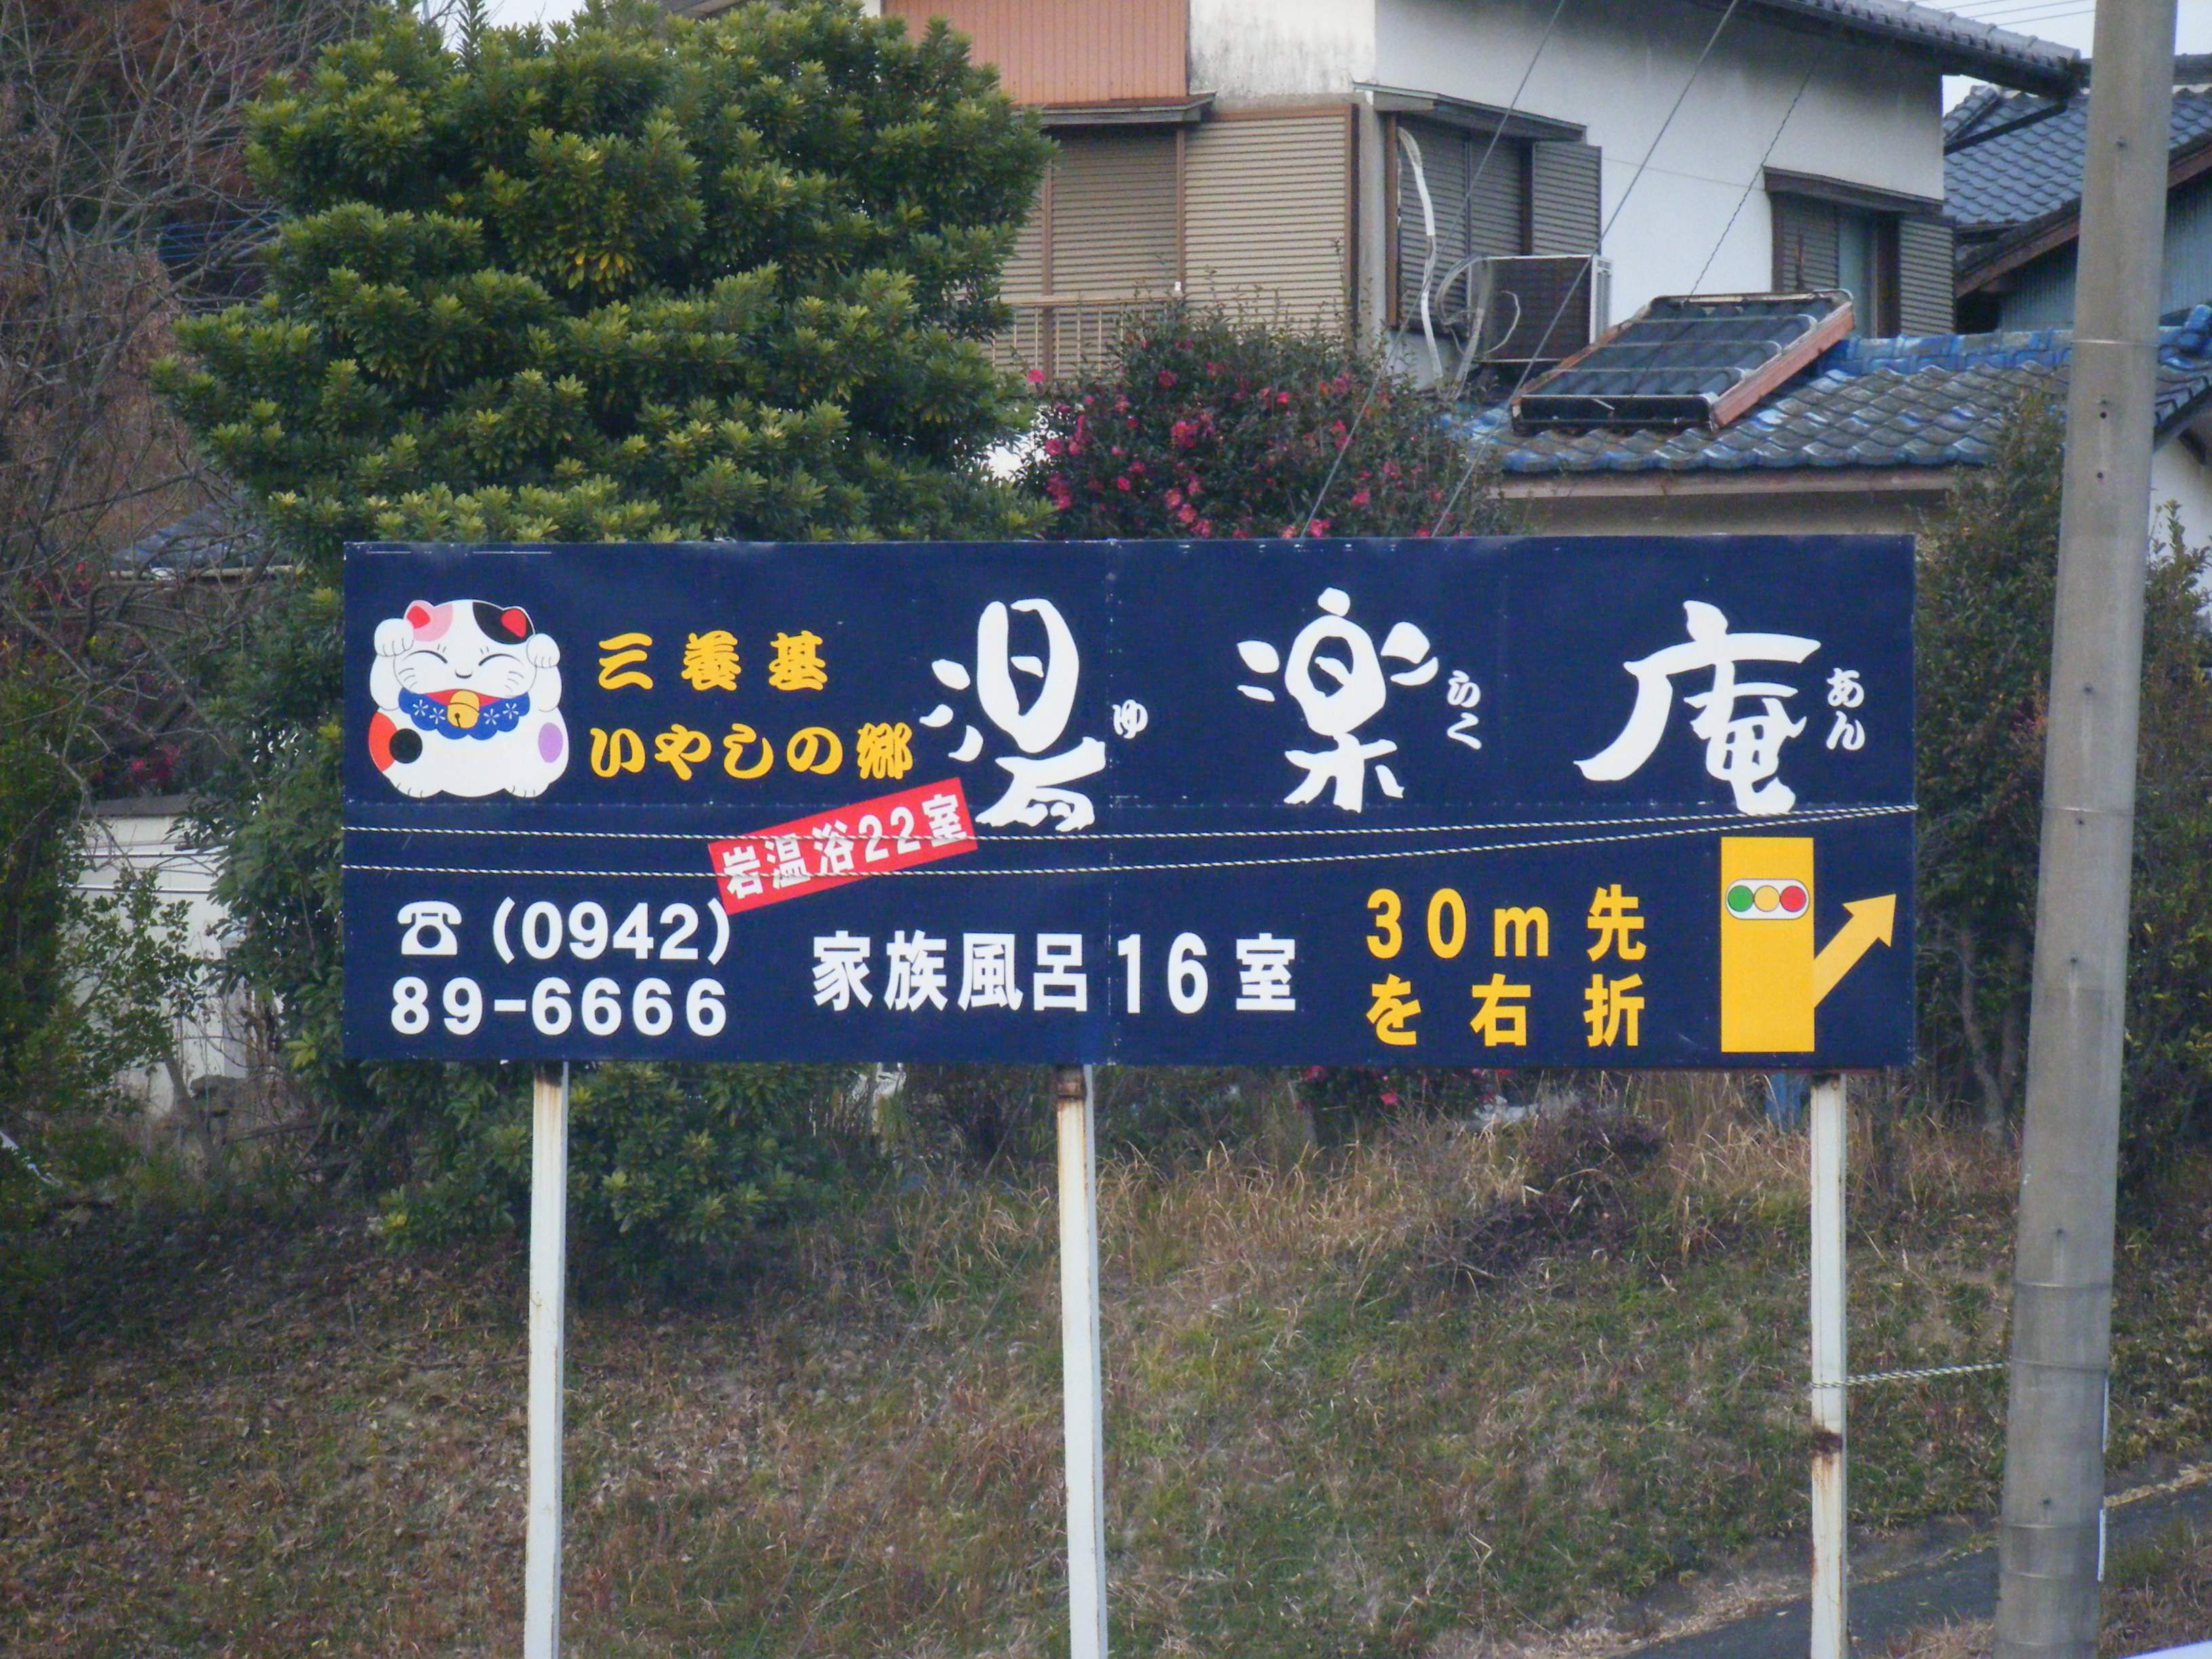 三養基
いやしの郷
湯楽庵
ゆ らく あん
岩温浴22室
☎(0942)
89-6666
家族風呂16室
30m先
を右折